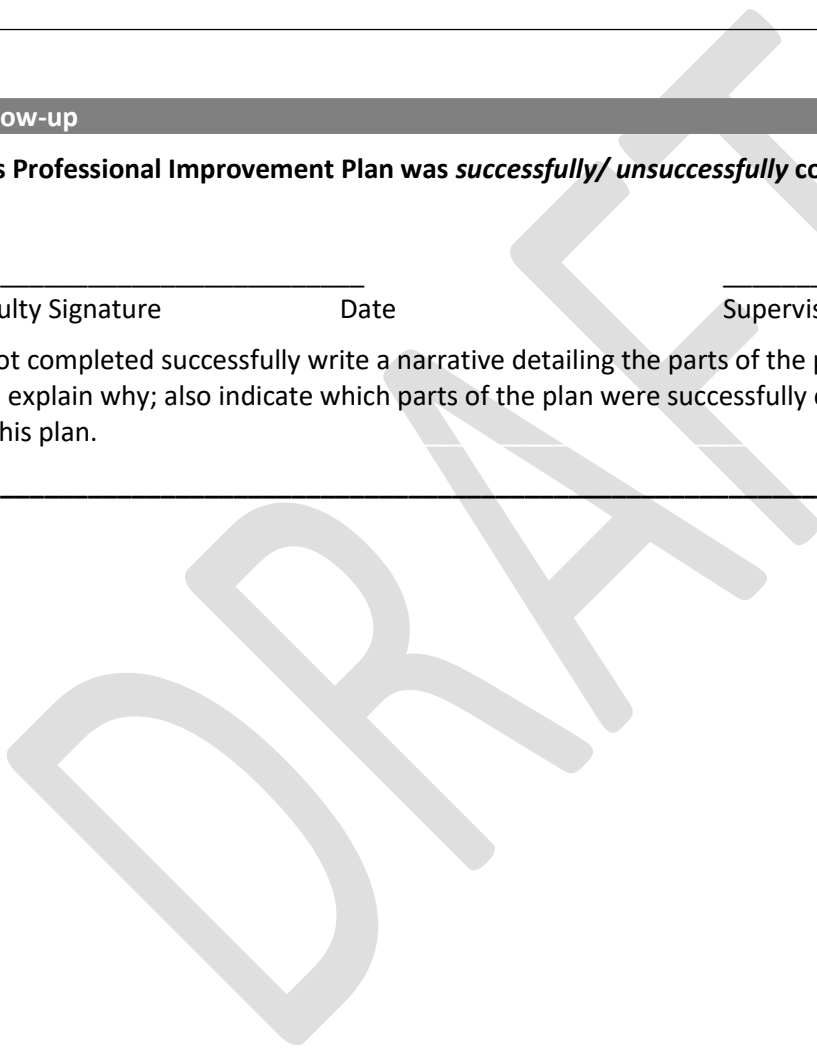 ow-up
s Professional Improvement Plan was successfully/ unsuccessfully co
ulty Signature Date Supervis
ot completed successfully write a narrative detailing the parts of the p
explain why; also indicate which parts of the plan were successfully c
his plan.
DRAFT